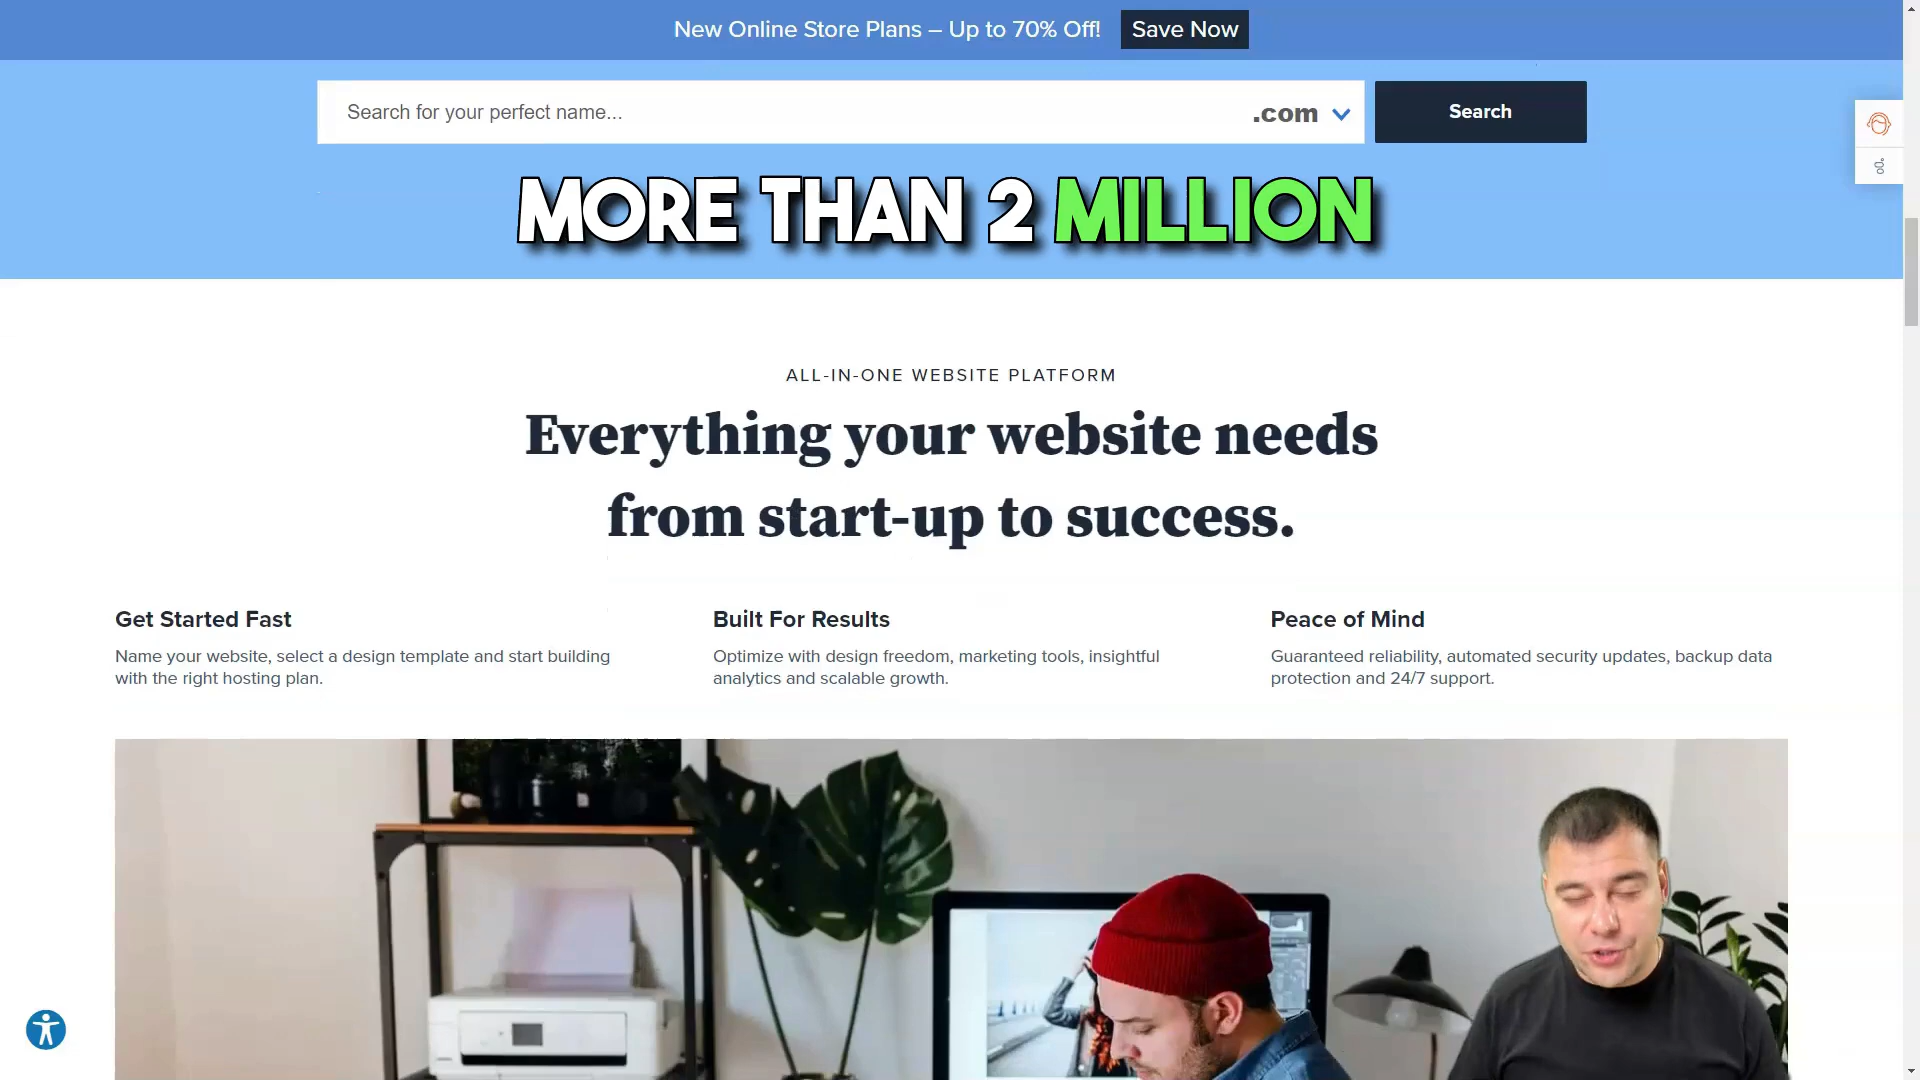 New Online Store Plans – Up to 70% Off! Save Now
Search for your perfect name... .com Search
MORE THAN 2 MILLION
ALL-IN-ONE WEBSITE PLATFORM
Everything your website needs
from start-up to success.
Get Started Fast
Name your website, select a design template and start building
with the right hosting plan.
Built For Results
Optimize with design freedom, marketing tools, insightful
analytics and scalable growth.
Peace of Mind
Guaranteed reliability, automated security updates, backup data
protection and 24/7 support.